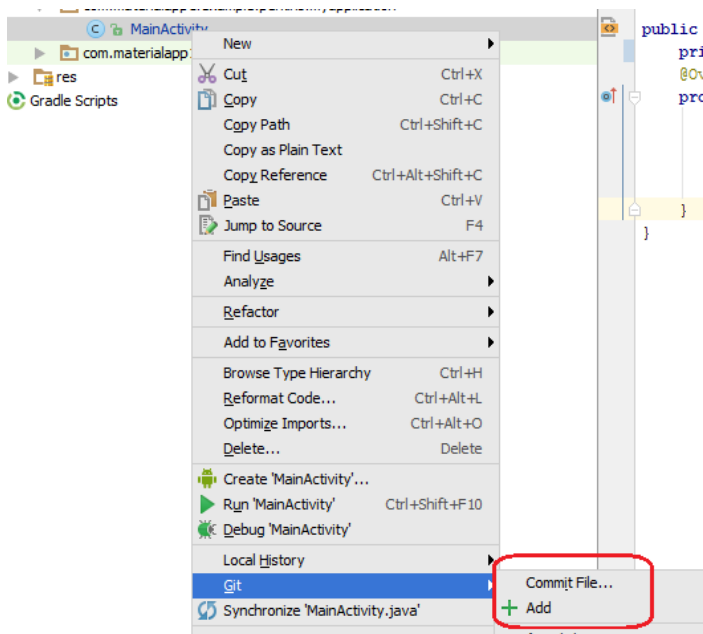 MainActivity
com.materialapp
res
Gradle Scripts
New
Cut Ctrl+X
Copy Ctrl+C
Copy Path Ctrl+Shift+C
Copy as Plain Text
Copy Reference Ctrl+Alt+Shift+C
Paste Ctrl+V
Jump to Source F4
Find Usages Alt+F7
Analyze
Refactor
Add to Favorites
Browse Type Hierarchy Ctrl+H
Reformat Code... Ctrl+Alt+L
Optimize Imports... Ctrl+Alt+O
Delete... Delete
Create 'MainActivity'...
Run 'MainActivity' Ctrl+Shift+F10
Debug 'MainActivity'
Local History
Git
Synchronize 'MainActivity.java'
Commit File...
Add
public
pri
@Ov
pro
}
}